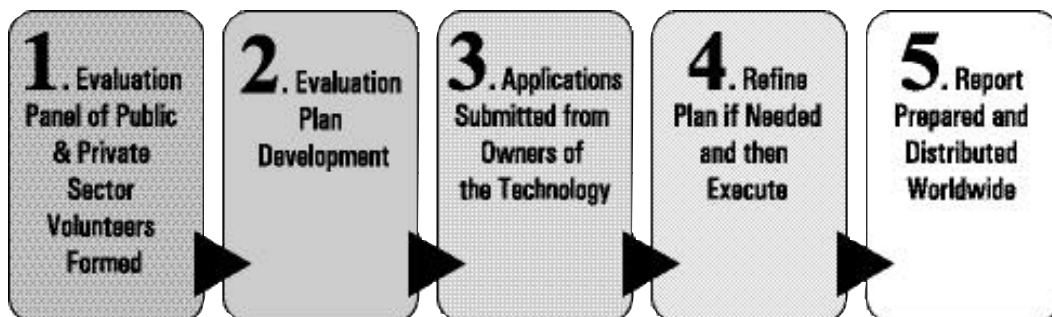 1. Evaluation
Panel of Public
& Private
Sector
Volunteers
Formed
2. Evaluation
Plan
Development
3. Applications
Submitted from
Owners of
the Technology
4. Refine
Plan if Needed
and then
Execute
5. Report
Prepared and
Distributed
Worldwide